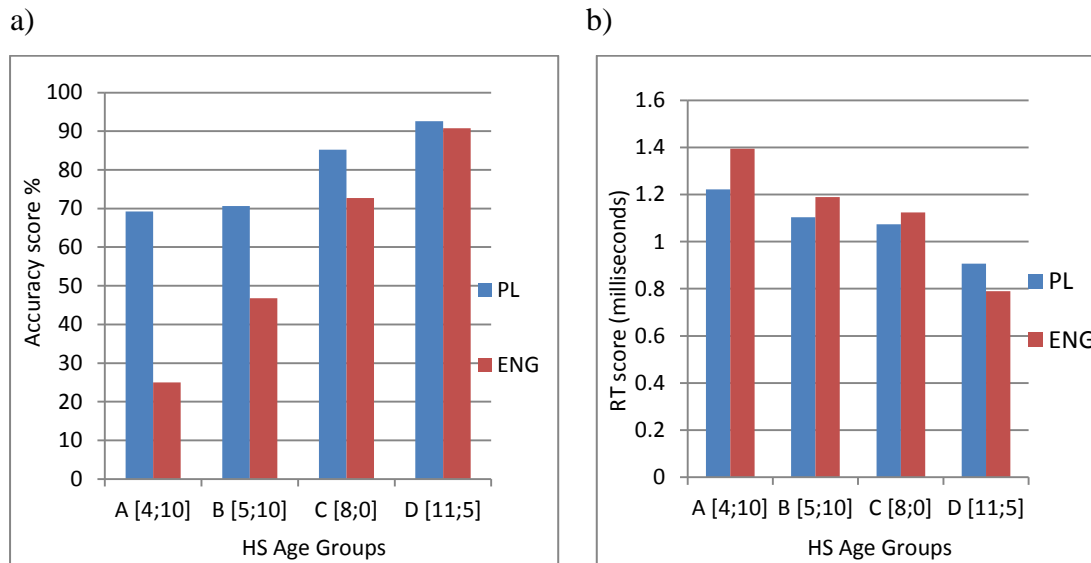 a)
Accuracy score %
100
90
80
70
60
50
40
30
20
10
0
A [4;10] B [5;10] C [8;0] D [11;5]
HS Age Groups
PL
ENG
b)
RT score (milliseconds)
1.6
1.4
1.2
1
0.8
0.6
0.4
0.2
0
A [4;10] B [5;10] C [8;0] D [11;5]
HS Age Groups
PL
ENG